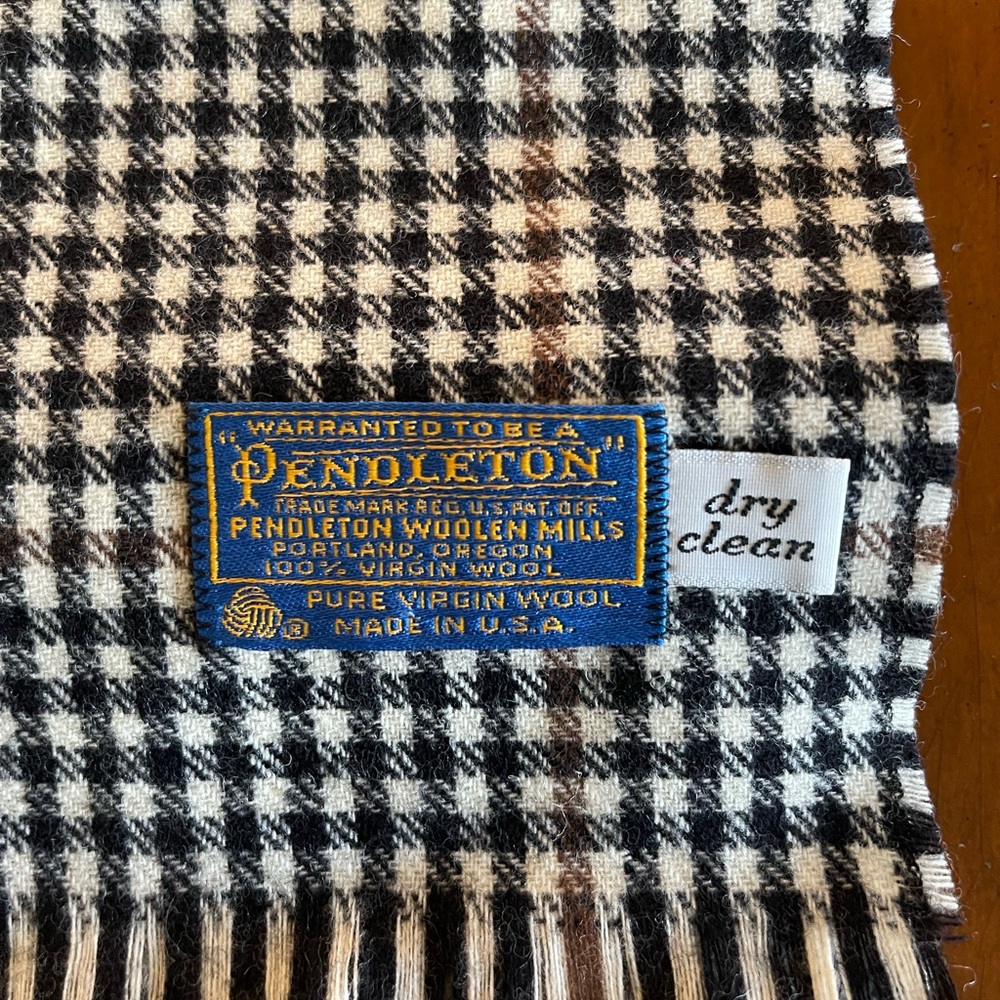 WARRANTED TO BE A
"PENDLETON"
TRADE MARK REG. U.S. PAT. OFF.
PENDLETON WOOLEN MILLS
PORTLAND, OREGON
100% VIRGIN WOOL
PURE VIRGIN WOOL
® MADE IN U.S.A.
dry
clean